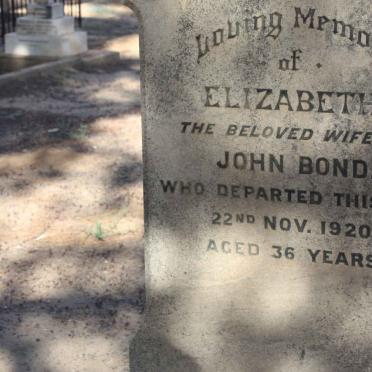 Loving Memo
of
ELIZABETH
THE BELOVED WIFE
JOHN BOND
WHO DEPARTED THIS
22ND NOV. 1920
AGED 36 YEARS